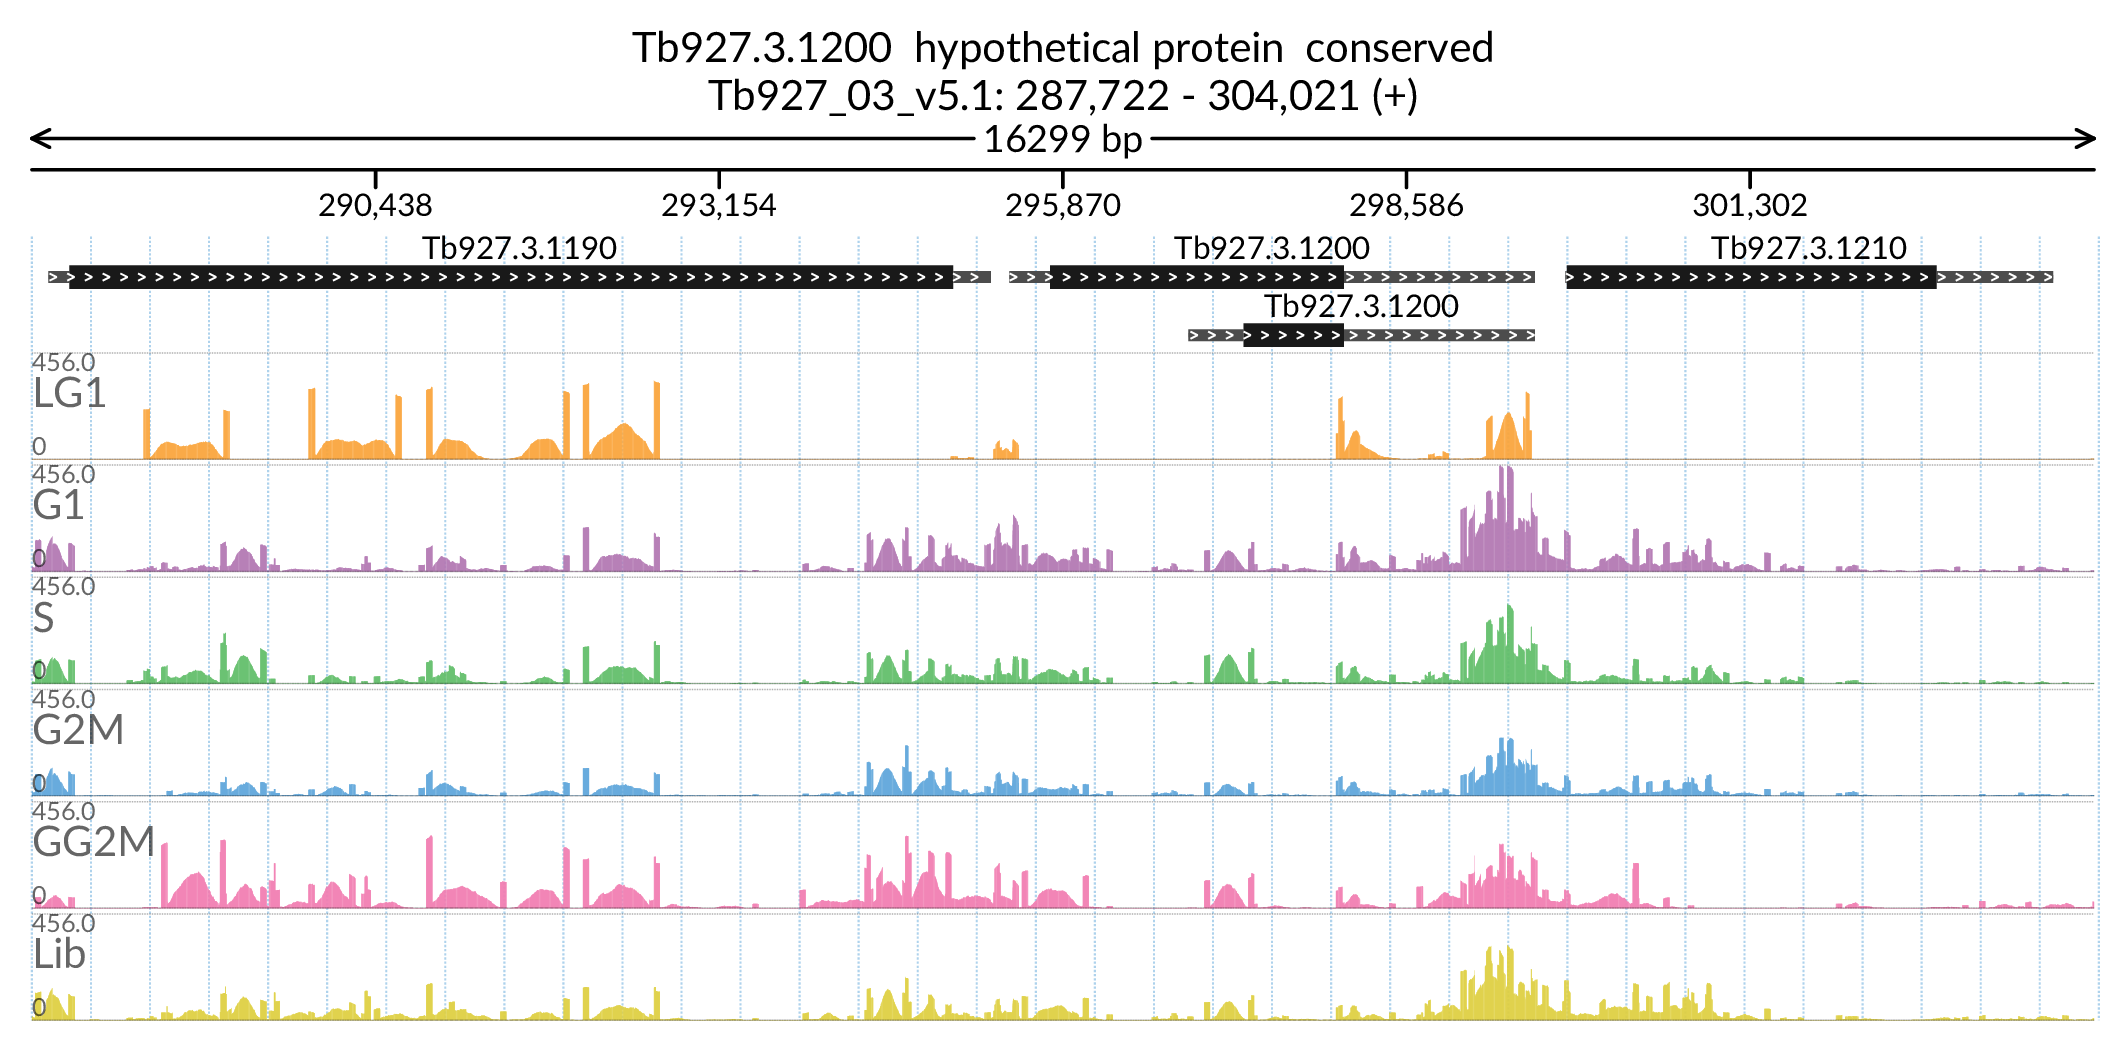 Tb927.3.1200 hypothetical protein conserved
Tb927_03_v5.1: 287,722 - 304,021 (+)
16299 bp
290,438 293,154 295,870 298,586 301,302
Tb927.3.1190 Tb927.3.1200 Tb927.3.1210
Tb927.3.1200
456.0
LG1
0
456.0
G1
0
456.0
S
0
456.0
G2M
0
456.0
GG2M
0
456.0
Lib
0